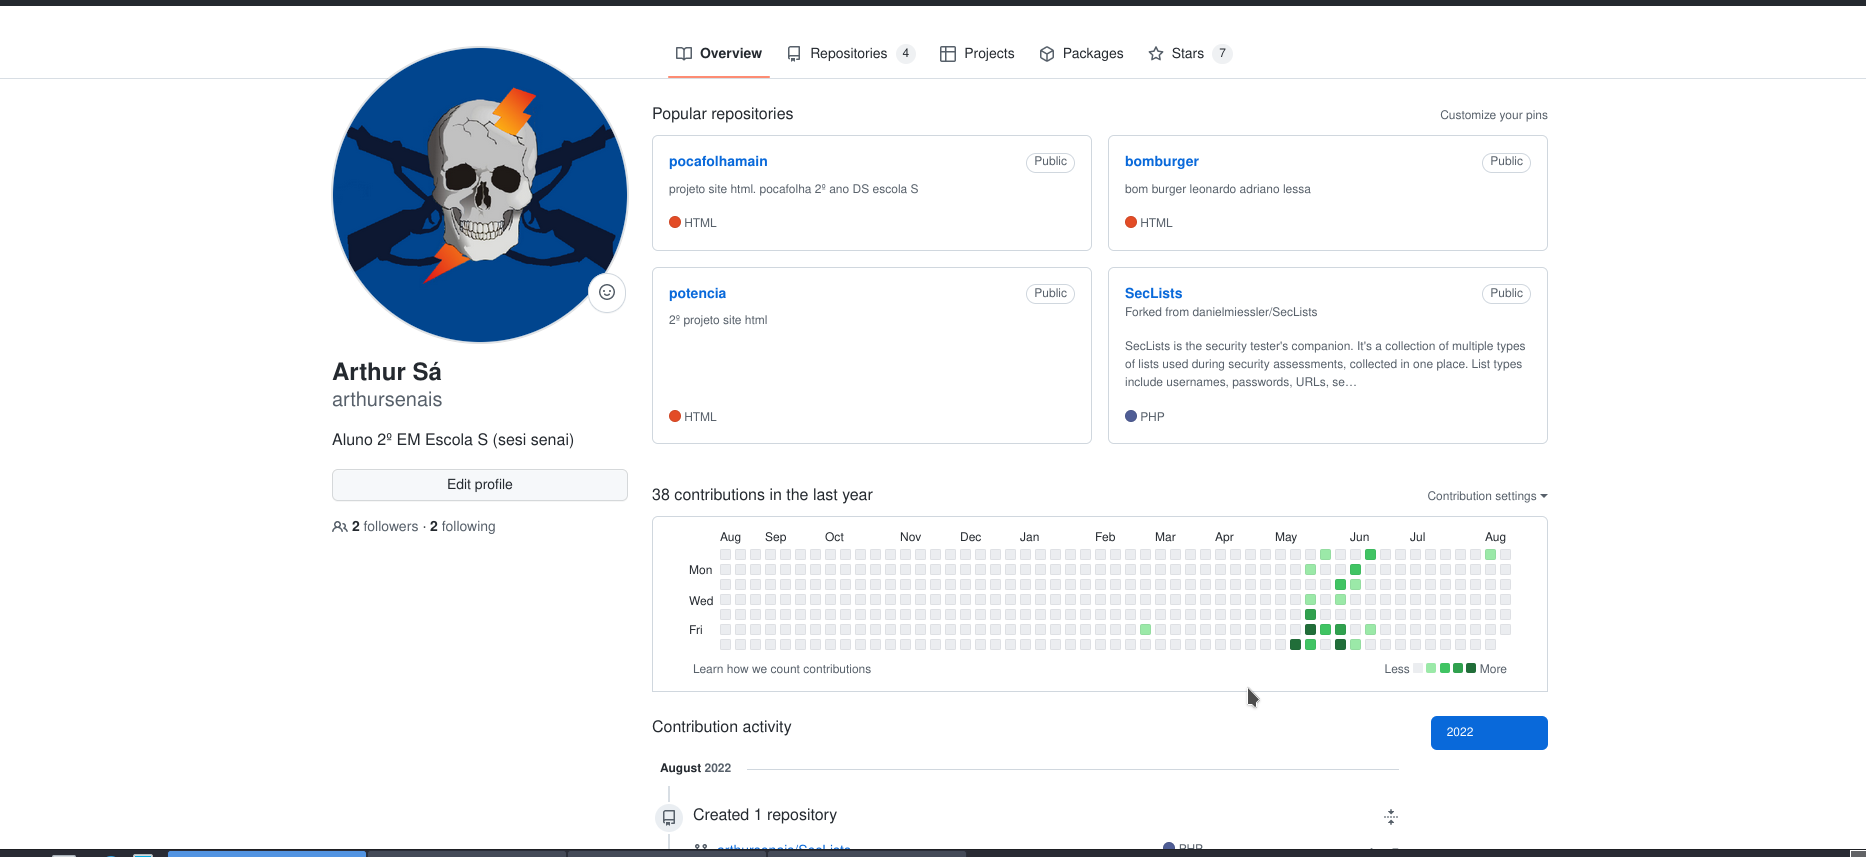 Overview
Repositories 4
Projects
Packages
Stars 7
Arthur Sá
arthursenais
Aluno 2º EM Escola S (sesi senai)
Edit profile
2 followers · 2 following
Popular repositories
Customize your pins
pocafolhamain
Public
projeto site html. pocafolha 2º ano DS escola S
HTML
bomburger
Public
bom burger leonardo adriano lessa
HTML
potencia
Public
2º projeto site html
HTML
SecLists
Public
Forked from danielmiessler/SecLists
SecLists is the security tester's companion. It's a collection of multiple types
of lists used during security assessments, collected in one place. List types
include usernames, passwords, URLs, se…
PHP
38 contributions in the last year
Contribution settings
Aug Sep Oct Nov Dec Jan Feb Mar Apr May Jun Jul Aug
Mon
Wed
Fri
Learn how we count contributions
Less More
Contribution activity
2022
August 2022
Created 1 repository
arthursenais/SecLists
PHP